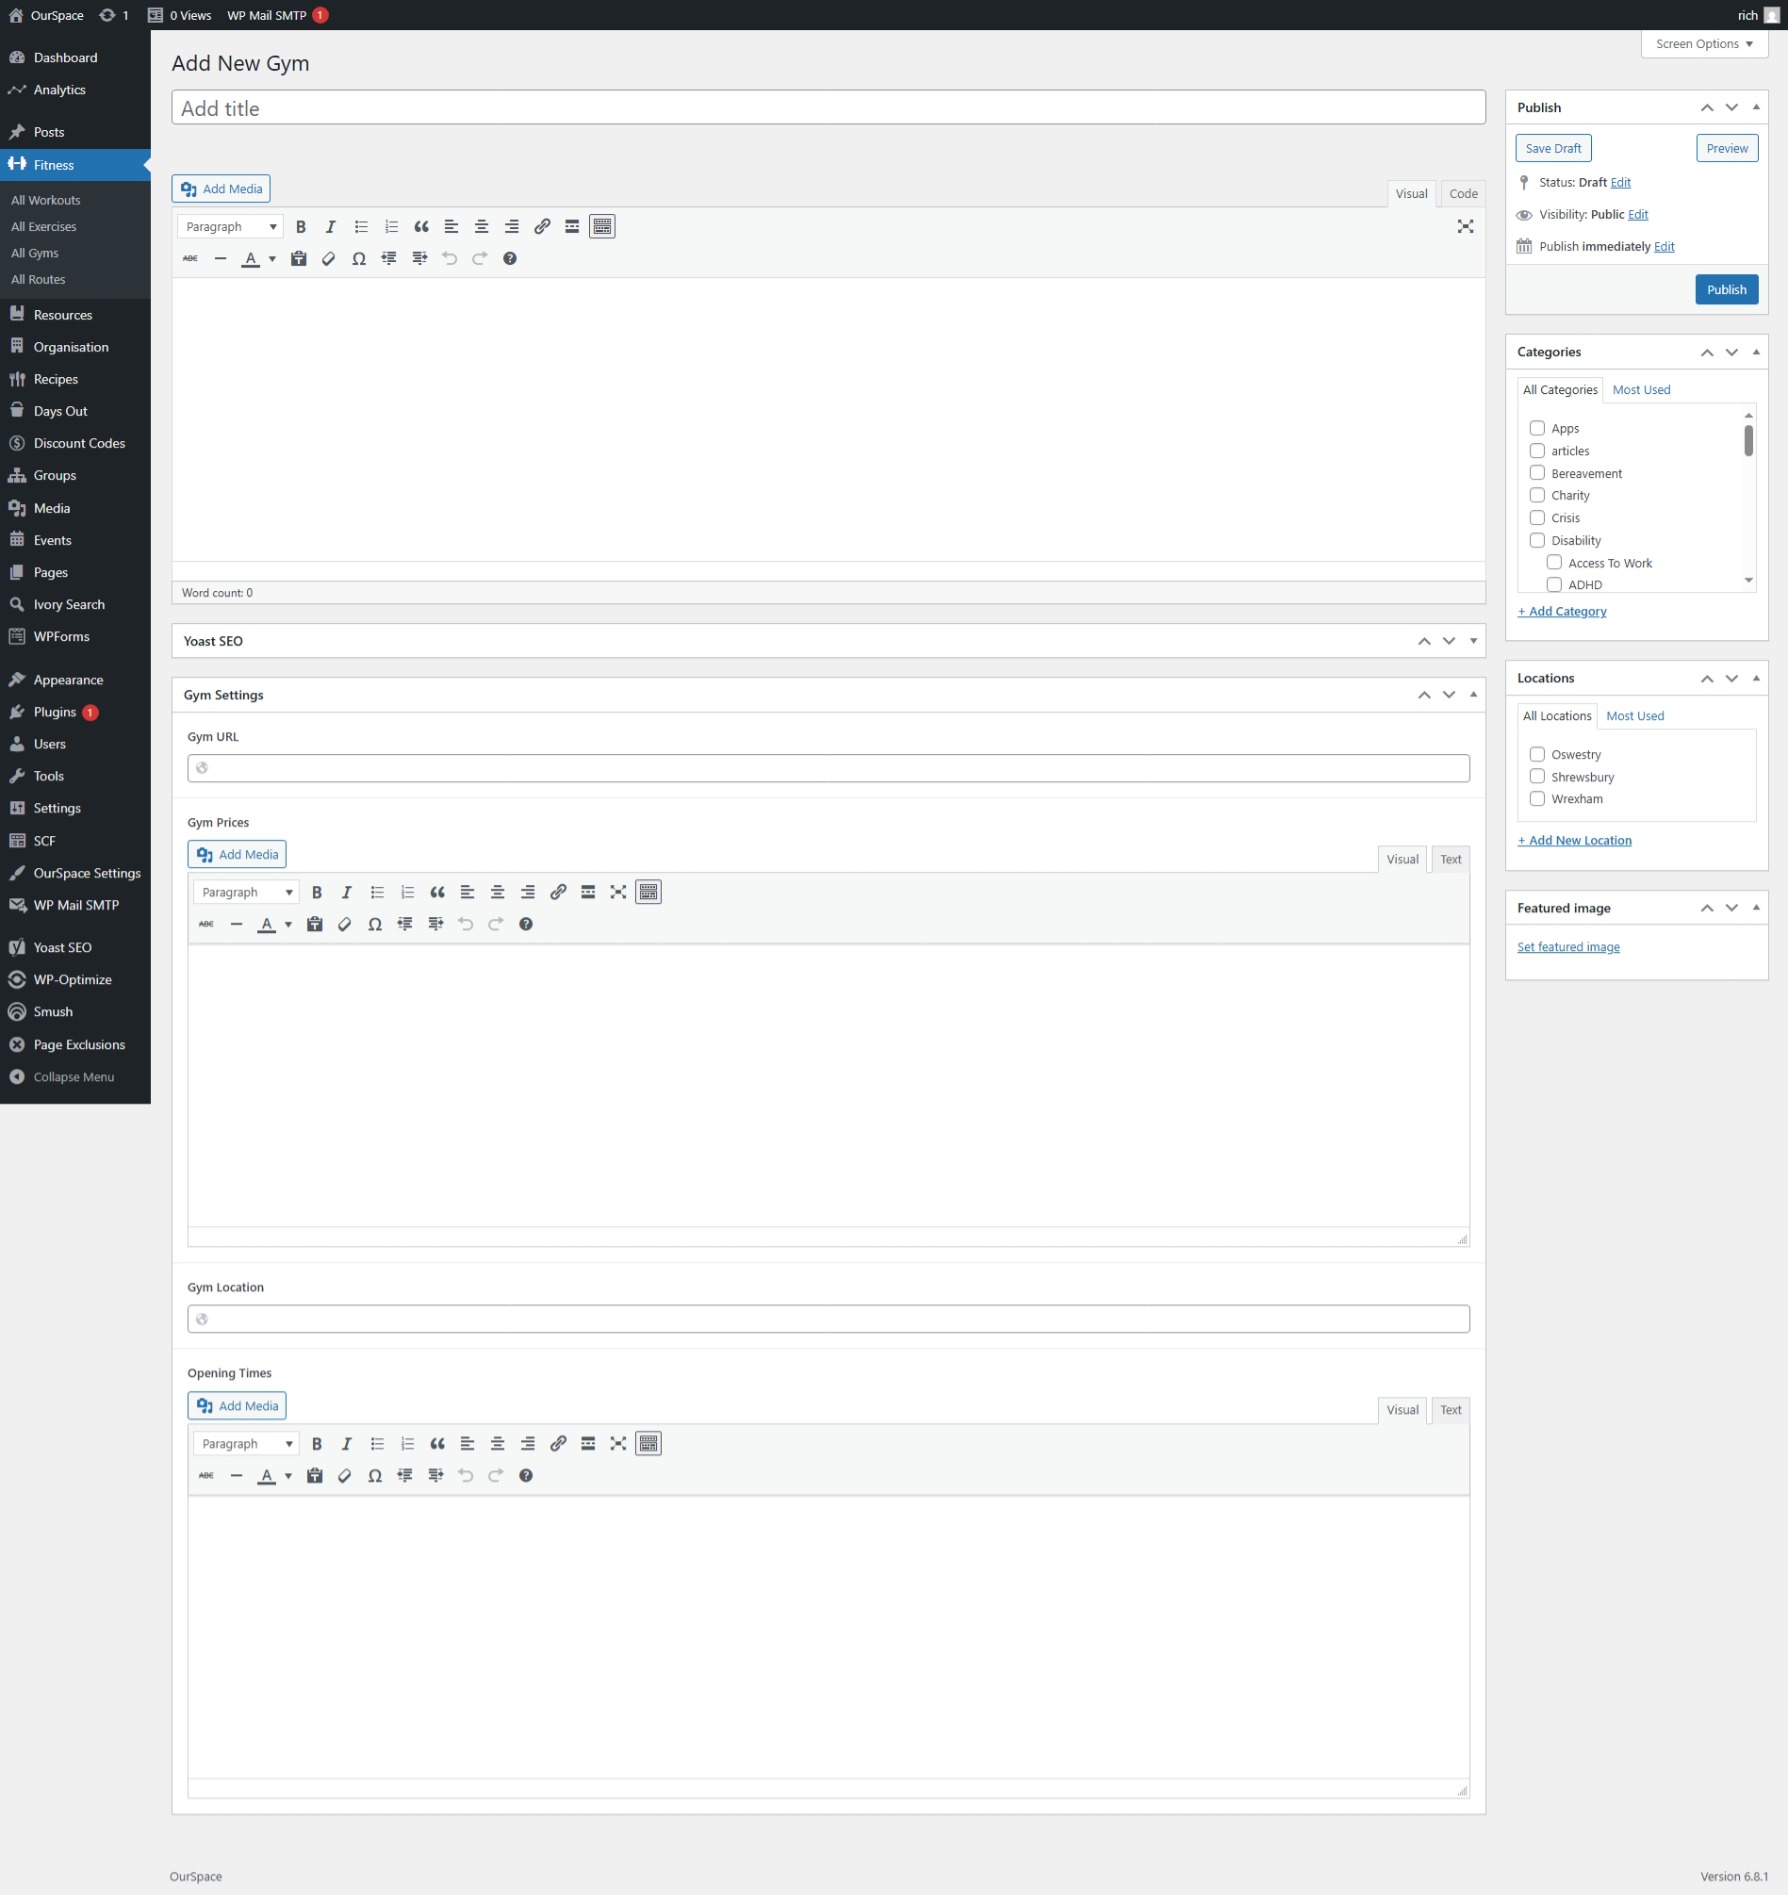 OurSpace 1 0 Views WP Mail SMTP 1 rich
Screen Options
Dashboard
Analytics
Posts
Fitness
All Workouts
All Exercises
All Gyms
All Routes
Resources
Organisation
Recipes
Days Out
Discount Codes
Groups
Media
Events
Pages
Ivory Search
WPForms
Appearance
Plugins 1
Users
Tools
Settings
SCF
OurSpace Settings
WP Mail SMTP
Yoast SEO
WP-Optimize
Smush
Page Exclusions
Collapse Menu
Add New Gym
Add title
Add Media
Visual Code
Paragraph B I
ABC A Ω
Word count: 0
Yoast SEO
Gym Settings
Gym URL
Gym Prices
Add Media
Visual Text
Paragraph B I
ABC A Ω
Gym Location
Opening Times
Add Media
Visual Text
Paragraph B I
ABC A Ω
Publish
Save Draft Preview
Status: Draft Edit
Visibility: Public Edit
Publish immediately Edit
Publish
Categories
All Categories Most Used
Apps
articles
Bereavement
Charity
Crisis
Disability
Access To Work
ADHD
+ Add Category
Locations
All Locations Most Used
Oswestry
Shrewsbury
Wrexham
+ Add New Location
Featured image
Set featured image
OurSpace Version 6.8.1